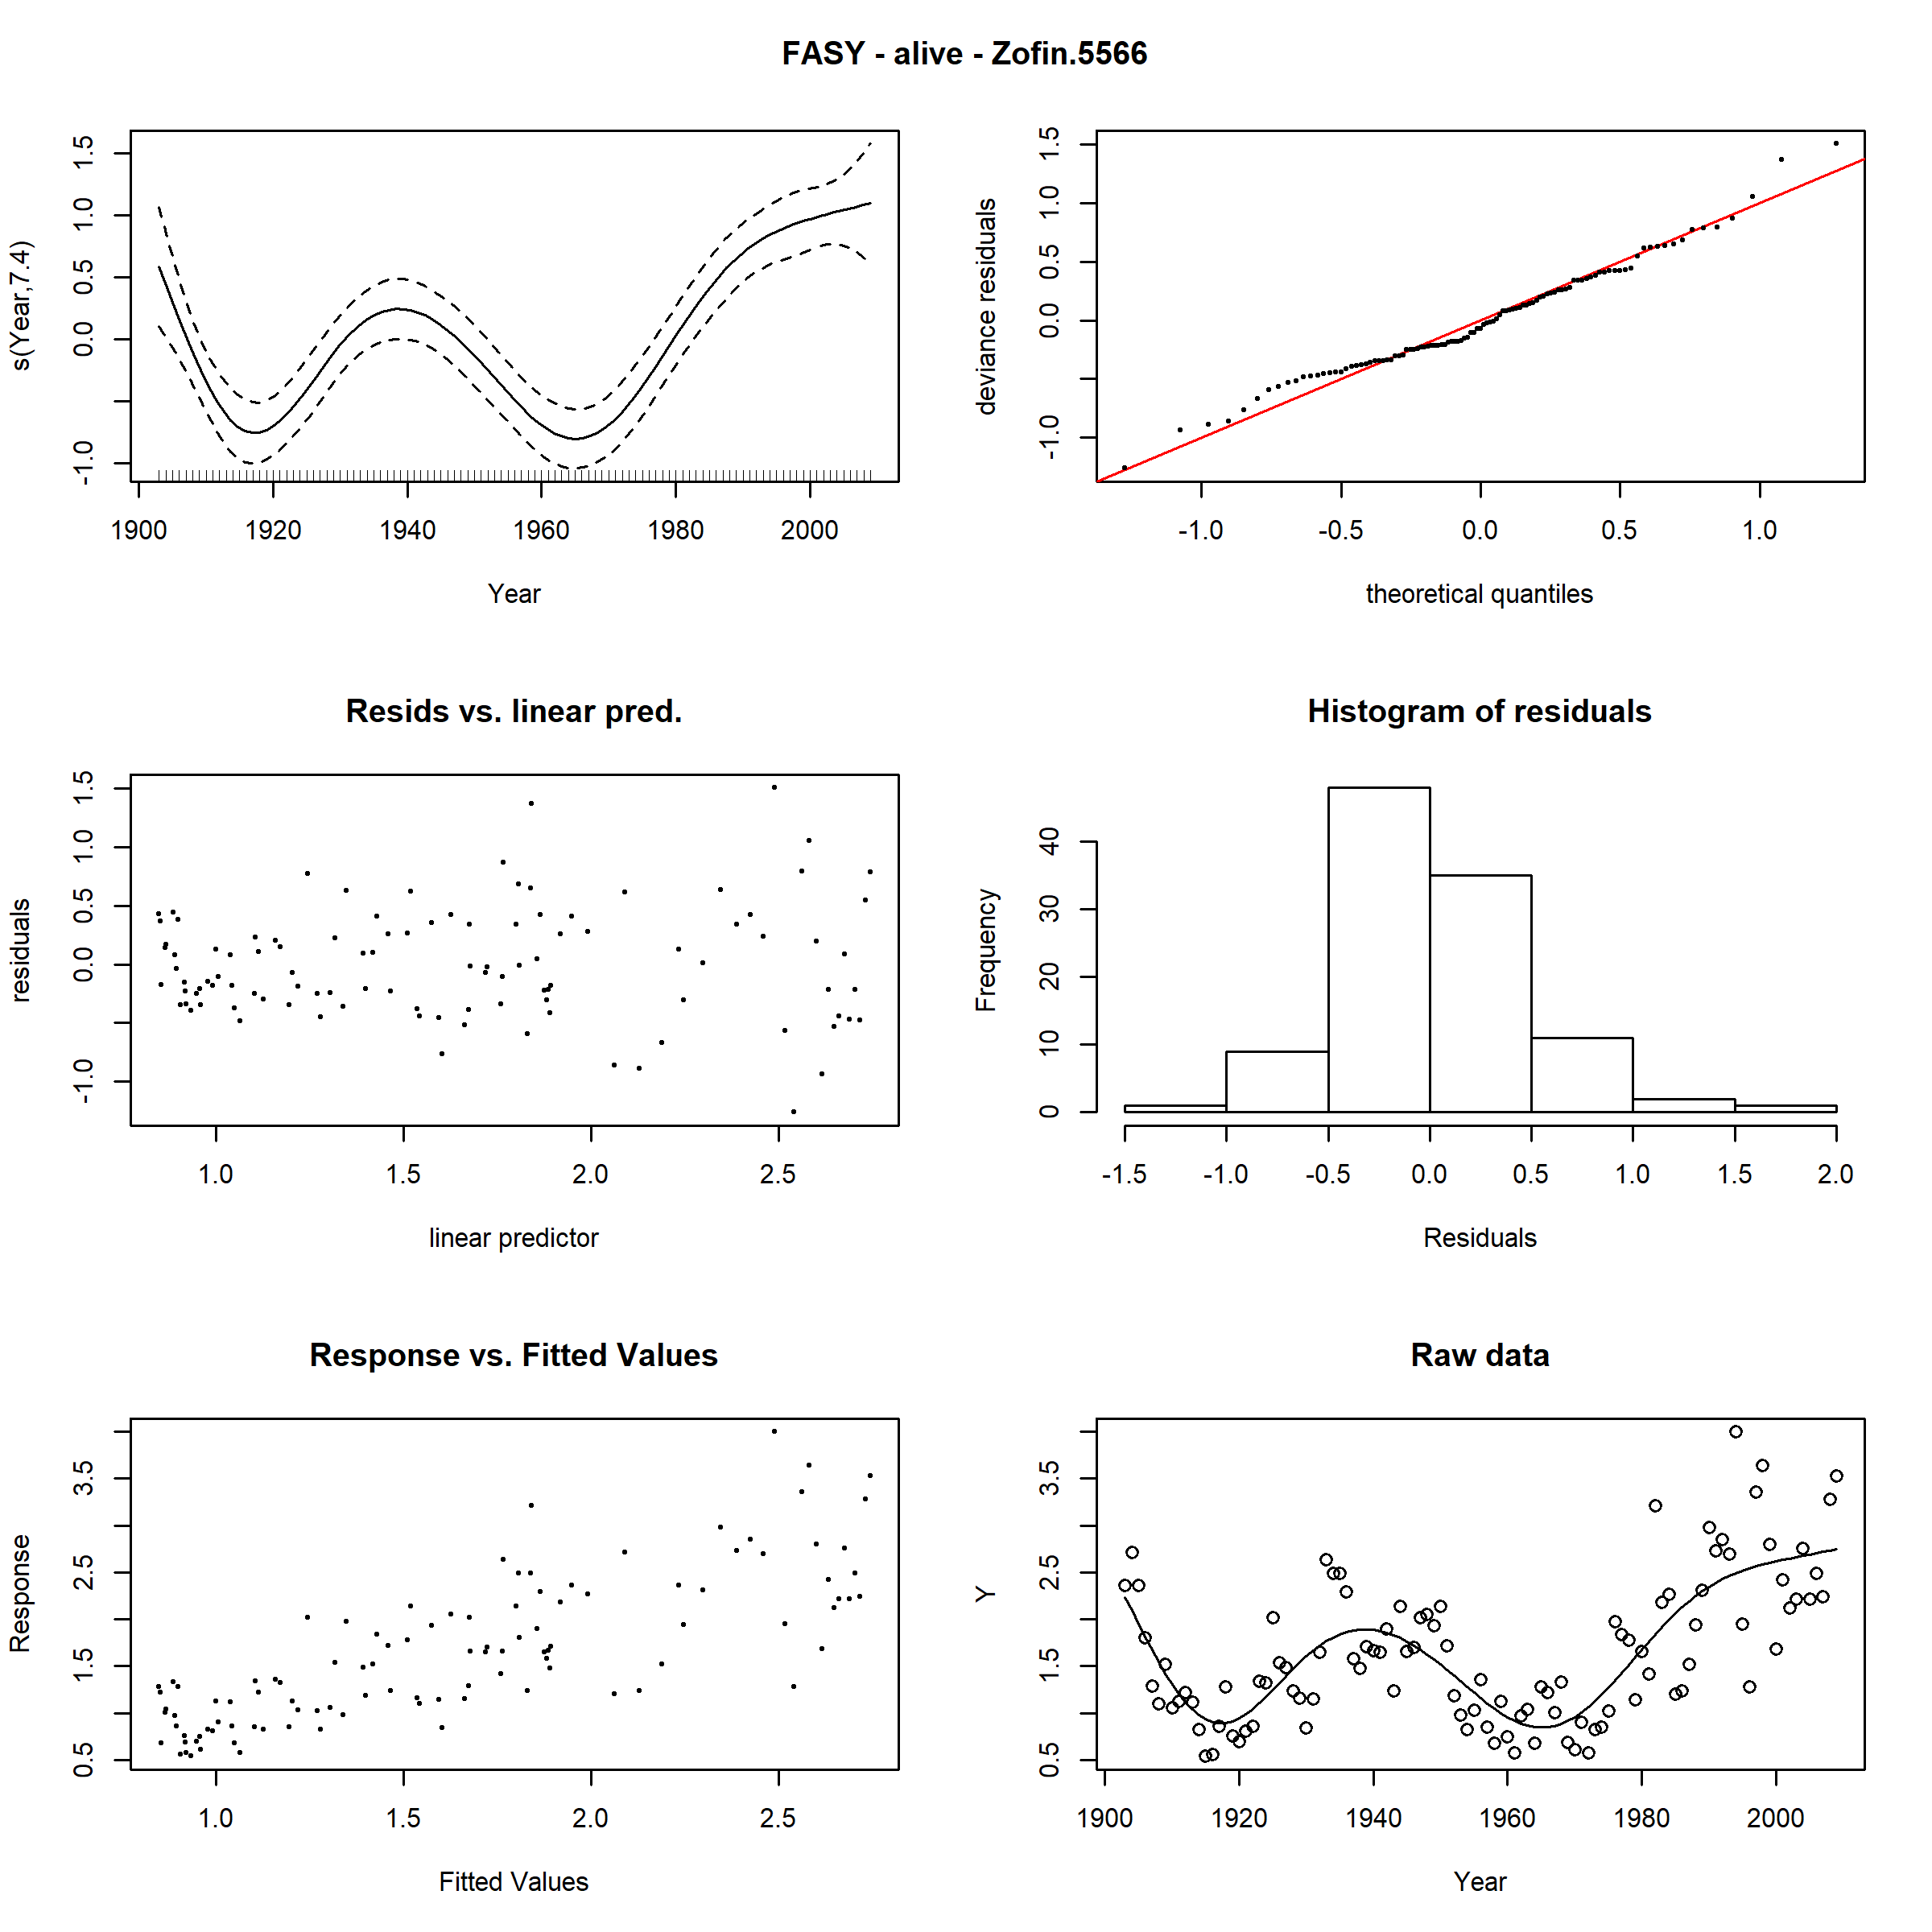 FASY - alive - Zofin.5566
s(Year,7.4)
-1.0 0.0 0.5 1.0 1.5
1900 1920 1940 1960 1980 2000
Year
deviance residuals
-1.0 0.0 0.5 1.0 1.5
-1.0 -0.5 0.0 0.5 1.0
theoretical quantiles
Resids vs. linear pred.
residuals
-1.0 0.0 0.5 1.0 1.5
1.0 1.5 2.0 2.5
linear predictor
Histogram of residuals
Frequency
0 10 20 30 40
-1.5 -1.0 -0.5 0.0 0.5 1.0 1.5 2.0
Residuals
Response vs. Fitted Values
Response
0.5 1.5 2.5 3.5
1.0 1.5 2.0 2.5
Fitted Values
Raw data
Y
0.5 1.5 2.5 3.5
1900 1920 1940 1960 1980 2000
Year